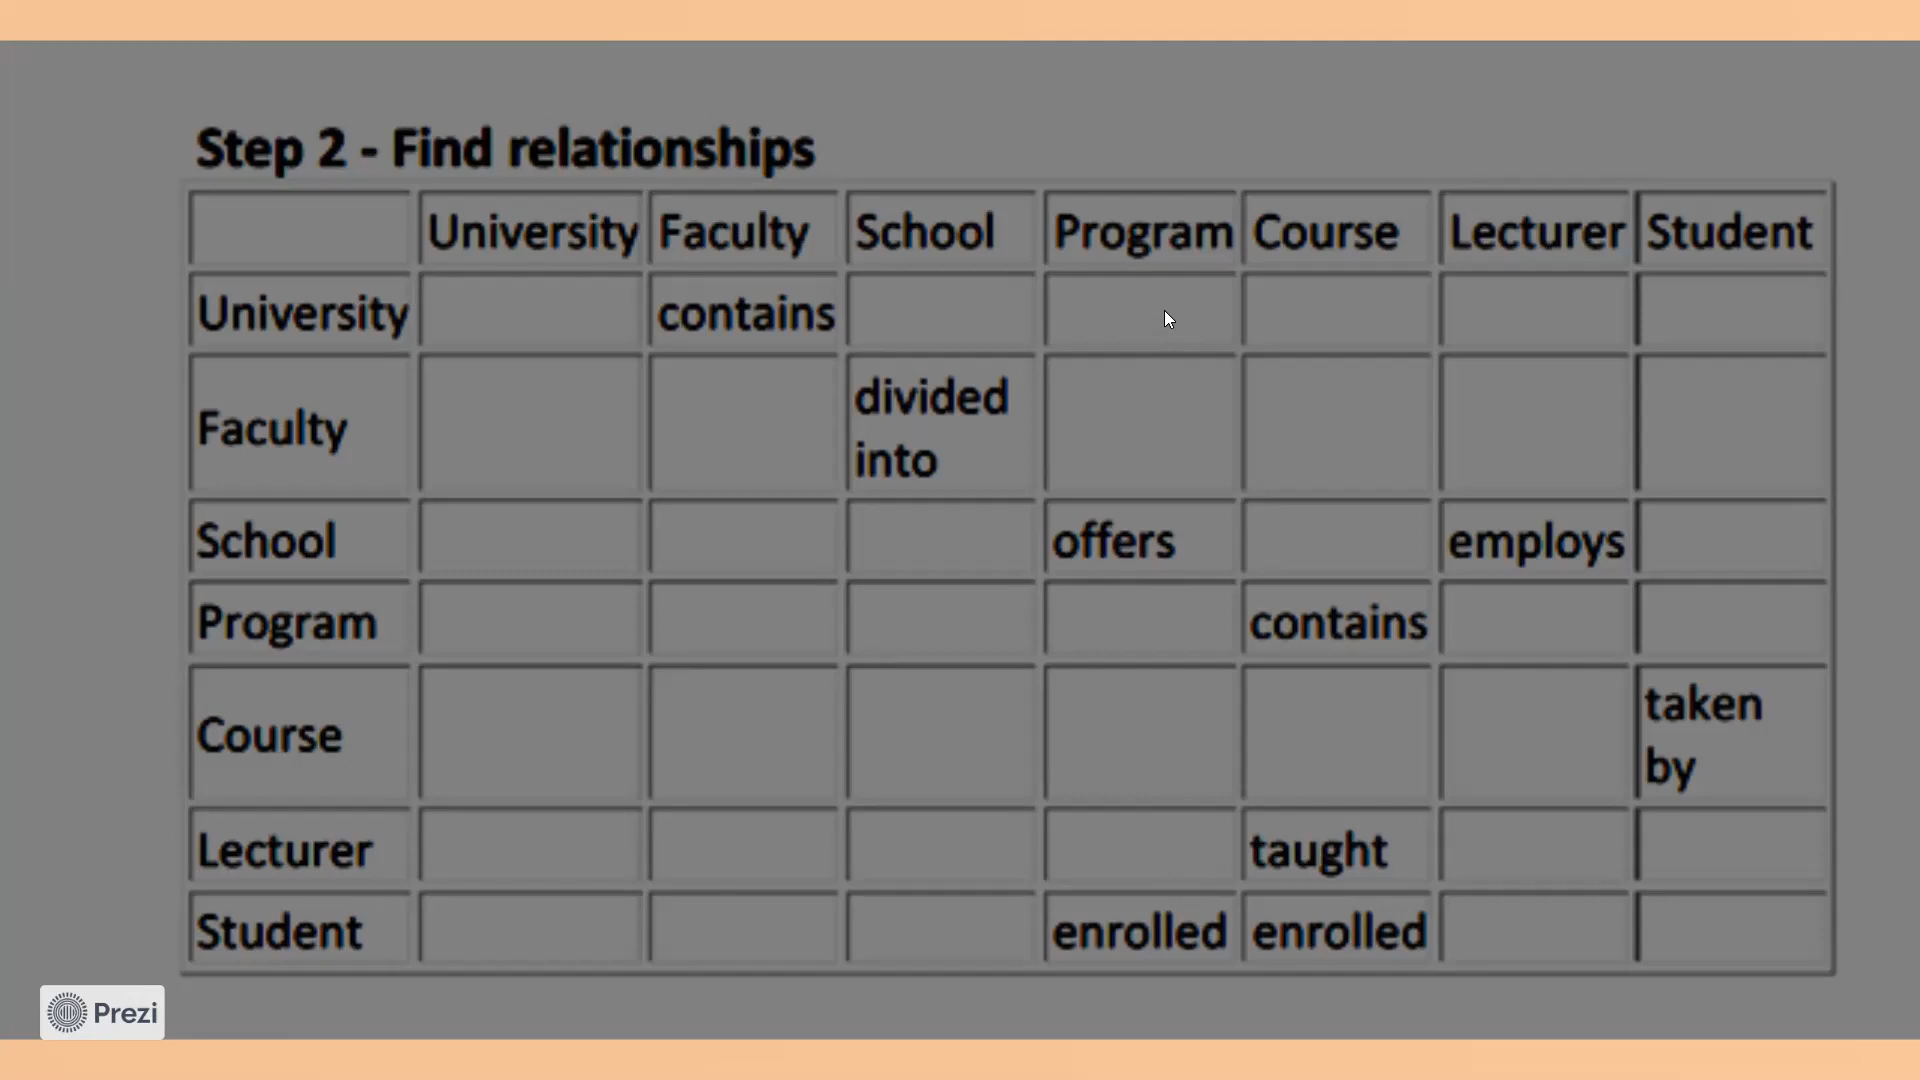 Step 2 - Find relationships
University Faculty School Program Course Lecturer Student
University contains
Faculty divided into
School offers employs
Program contains
Course taken by
Lecturer taught
Student enrolled enrolled
Prezi